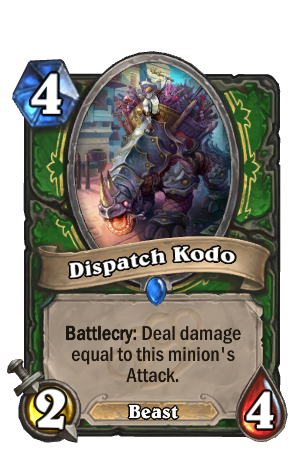 4
Dispatch Kodo
Battlecry: Deal damage
equal to this minion's
Attack.
2
Beast
4